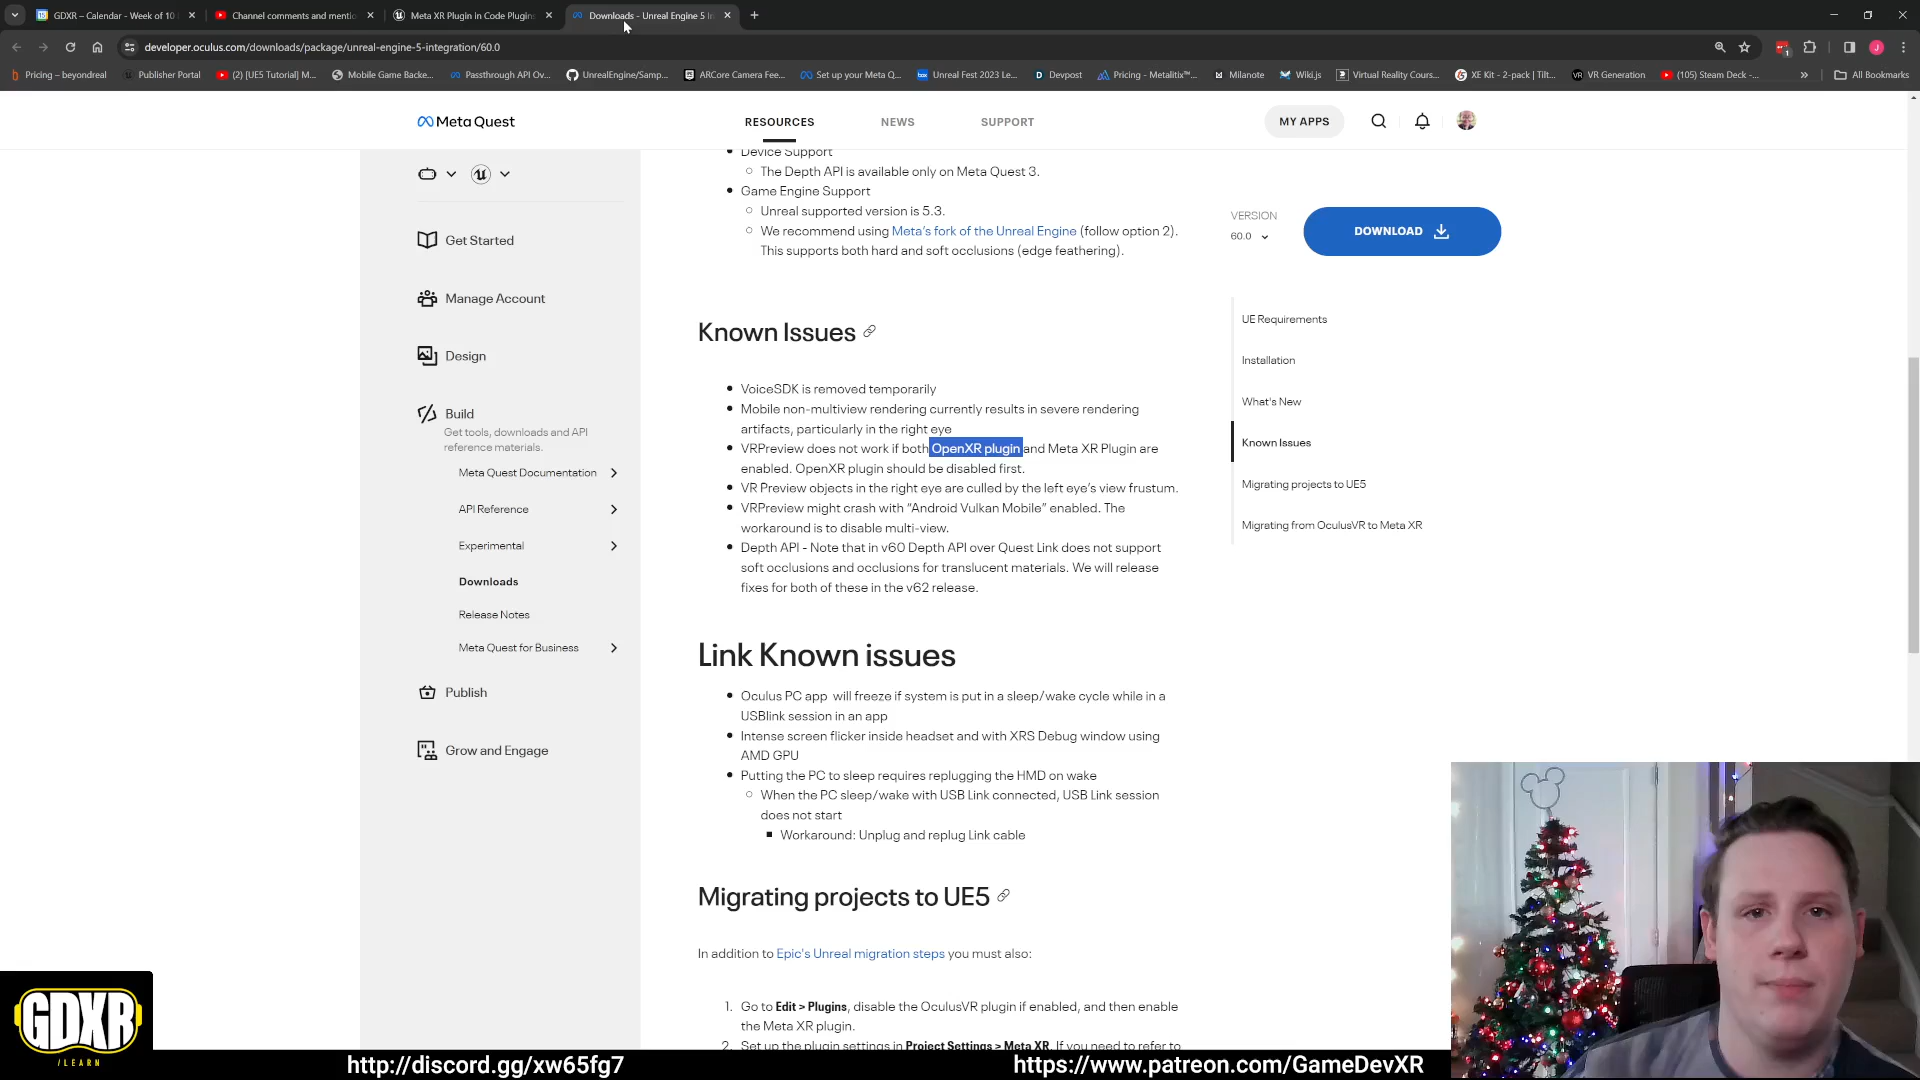 GDXR – Calendar - Week of 10
Channel comments and mentio
Meta XR Plugin in Code Plugins
Downloads - Unreal Engine 5 In
developer.oculus.com/downloads/package/unreal-engine-5-integration/60.0
Pricing – beyondreal
Publisher Portal
(2) [UE5 Tutorial] M...
Mobile Game Backe...
Passthrough API Ov...
UnrealEngine/Samp...
ARCore Camera Fee...
Set up your Meta Q...
Unreal Fest 2023 Le...
Devpost
Pricing - Metalitix™...
Milanote
Wiki.js
Virtual Reality Cours...
XE Kit - 2-pack | Tilt...
VR Generation
(105) Steam Deck -...
All Bookmarks
Meta Quest
RESOURCES
NEWS
SUPPORT
MY APPS
Get Started
Manage Account
Design
Build
Get tools, downloads and API
reference materials.
Meta Quest Documentation
API Reference
Experimental
Downloads
Release Notes
Meta Quest for Business
Publish
Grow and Engage
Device Support
The Depth API is available only on Meta Quest 3.
Game Engine Support
Unreal supported version is 5.3.
We recommend using Meta's fork of the Unreal Engine (follow option 2).
This supports both hard and soft occlusions (edge feathering).
Known Issues
VoiceSDK is removed temporarily
Mobile non-multiview rendering currently results in severe rendering
artifacts, particularly in the right eye
VRPreview does not work if both OpenXR plugin and Meta XR Plugin are
enabled. OpenXR plugin should be disabled first.
VR Preview objects in the right eye are culled by the left eye's view frustum.
VRPreview might crash with “Android Vulkan Mobile” enabled. The
workaround is to disable multi-view.
Depth API - Note that in v60 Depth API over Quest Link does not support
soft occlusions and occlusions for translucent materials. We will release
fixes for both of these in the v62 release.
Link Known issues
Oculus PC app will freeze if system is put in a sleep/wake cycle while in a
USBlink session in an app
Intense screen flicker inside headset and with XRS Debug window using
AMD GPU
Putting the PC to sleep requires replugging the HMD on wake
When the PC sleep/wake with USB Link connected, USB Link session
does not start
Workaround: Unplug and replug Link cable
Migrating projects to UE5
In addition to Epic's Unreal migration steps you must also:
1. Go to Edit > Plugins, disable the OculusVR plugin if enabled, and then enable
the Meta XR plugin.
2. Set up the plugin settings in Project Settings > Meta XR. If you need to refer to
VERSION
60.0
DOWNLOAD
UE Requirements
Installation
What's New
Known Issues
Migrating projects to UE5
Migrating from OculusVR to Meta XR
GDXR
/LEARN
http://discord.gg/xw65fg7
https://www.patreon.com/GameDevXR